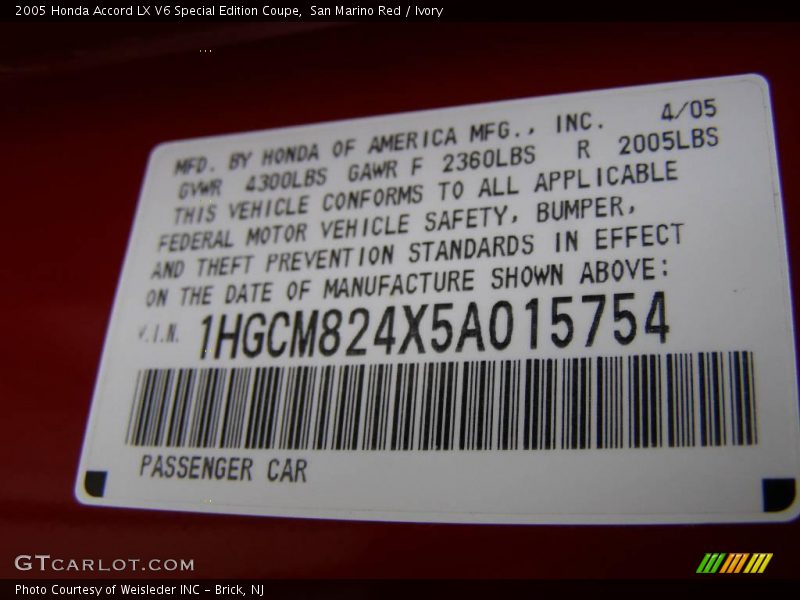 2005 Honda Accord LX V6 Special Edition Coupe, San Marino Red / Ivory
MFD. BY HONDA OF AMERICA MFG., INC. 4/05
GVWR 4300LBS GAWR F 2360LBS R 2005LBS
THIS VEHICLE CONFORMS TO ALL APPLICABLE
FEDERAL MOTOR VEHICLE SAFETY, BUMPER,
AND THEFT PREVENTION STANDARDS IN EFFECT
ON THE DATE OF MANUFACTURE SHOWN ABOVE:
V.I.N. 1HGCM824X5A015754
PASSENGER CAR
GTCARLOT.COM
Photo Courtesy of Weisleder INC - Brick, NJ